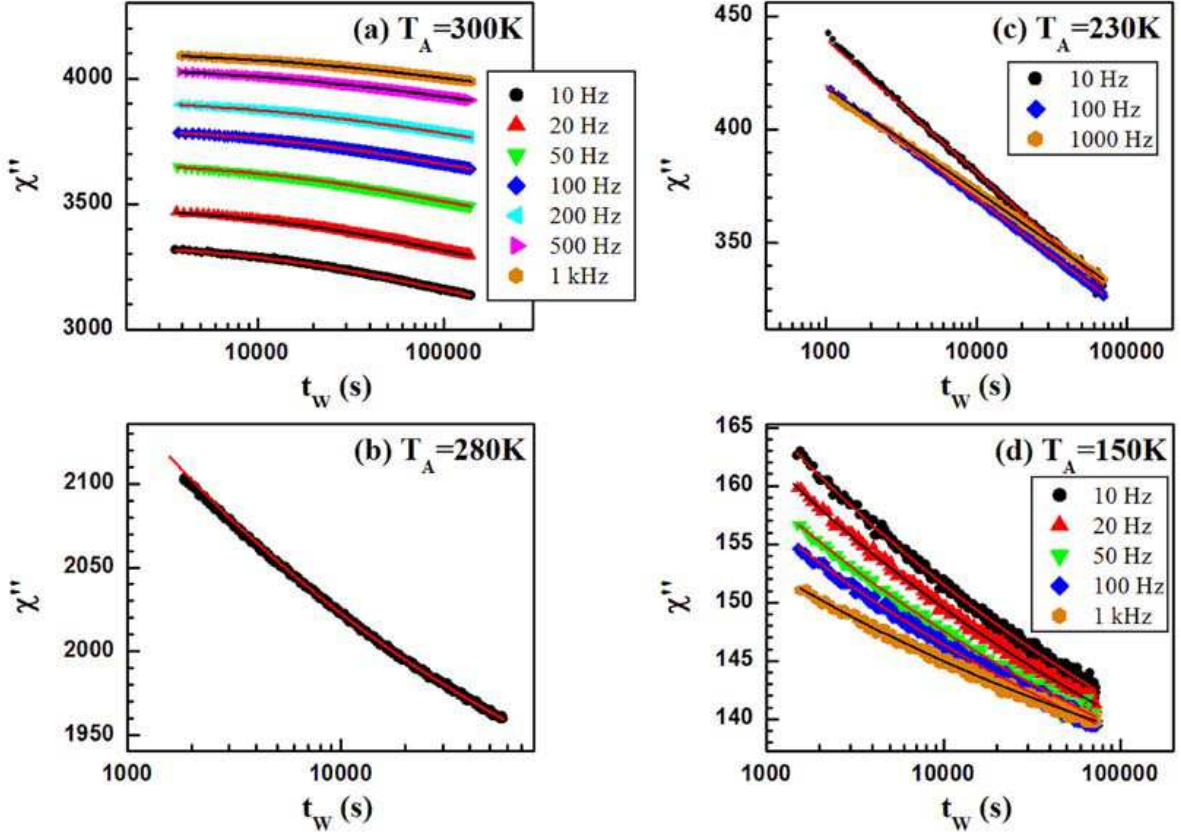 (a) T_A=300K
4000
3500
3000
χ''
10000
100000
t_W (s)
10 Hz
20 Hz
50 Hz
100 Hz
200 Hz
500 Hz
1 kHz
(c) T_A=230K
450
400
350
χ''
1000
10000
100000
t_W (s)
10 Hz
100 Hz
1000 Hz
(b) T_A=280K
2100
2050
2000
1950
χ''
1000
10000
t_W (s)
(d) T_A=150K
165
160
155
150
145
140
χ''
1000
10000
100000
t_W (s)
10 Hz
20 Hz
50 Hz
100 Hz
1 kHz